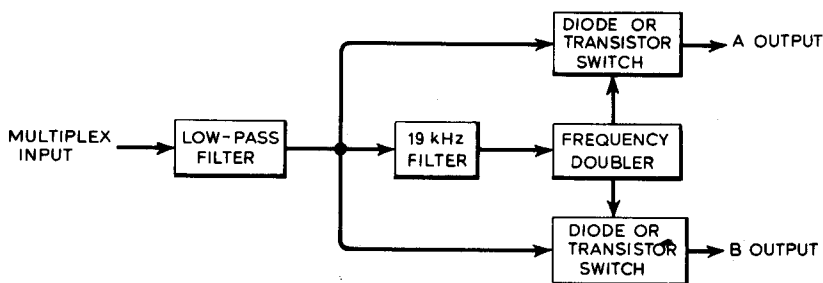 DIODE OR
TRANSISTOR
SWITCH
A OUTPUT
MULTIPLEX
INPUT
LOW-PASS
FILTER
19 kHz
FILTER
FREQUENCY
DOUBLER
DIODE OR
TRANSISTOR
SWITCH
B OUTPUT